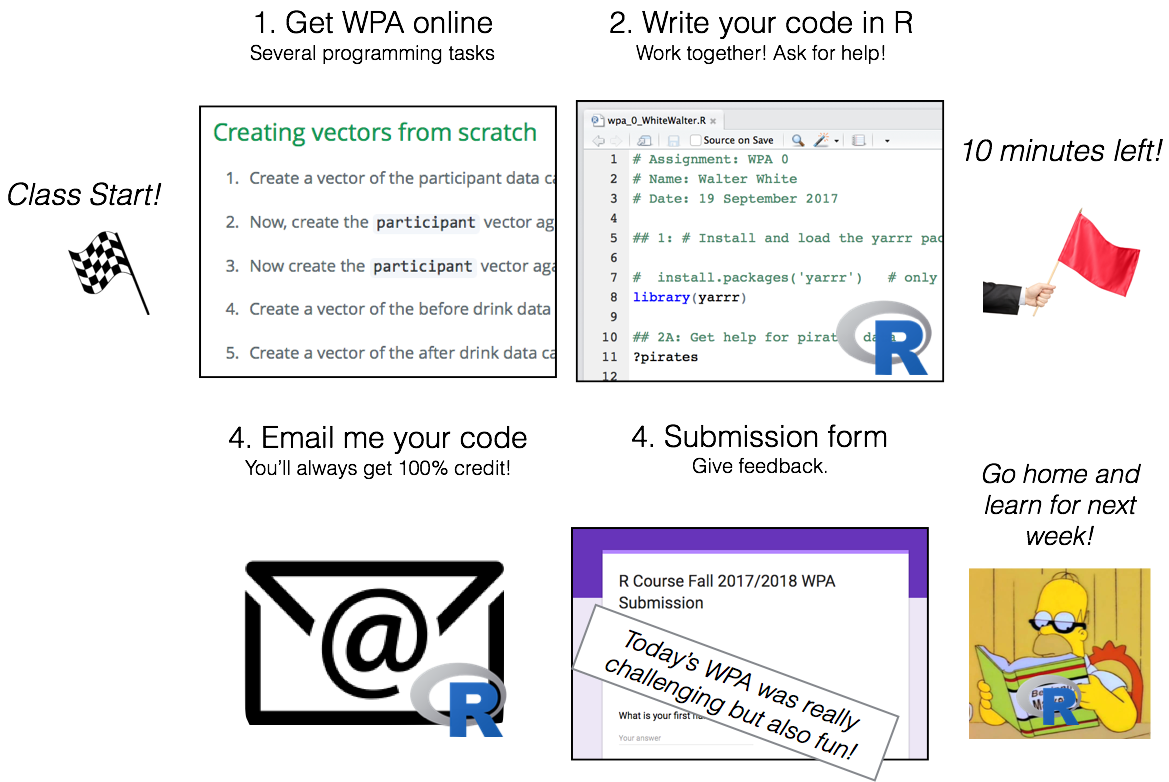 1. Get WPA online
Several programming tasks
2. Write your code in R
Work together! Ask for help!
Class Start!
Creating vectors from scratch
1. Create a vector of the participant data ca
2. Now, create the participant vector ag
3. Now create the participant vector aga
4. Create a vector of the before drink data
5. Create a vector of the after drink data ca
wpa_0_WhiteWalter.R
Source on Save
1 # Assignment: WPA 0
2 # Name: Walter White
3 # Date: 19 September 2017
4
5 ## 1: # Install and load the yarrr pac
6
7 # install.packages('yarrr') # only
8 library(yarrr)
9
10 ## 2A: Get help for pirat data
11 ?pirates
12
R
10 minutes left!
4. Email me your code
You'll always get 100% credit!
@
R
4. Submission form
Give feedback.
R Course Fall 2017/2018 WPA
Submission
Today's WPA was really
challenging but also fun!
What is your first na
Your answer
Go home and
learn for next
week!
R